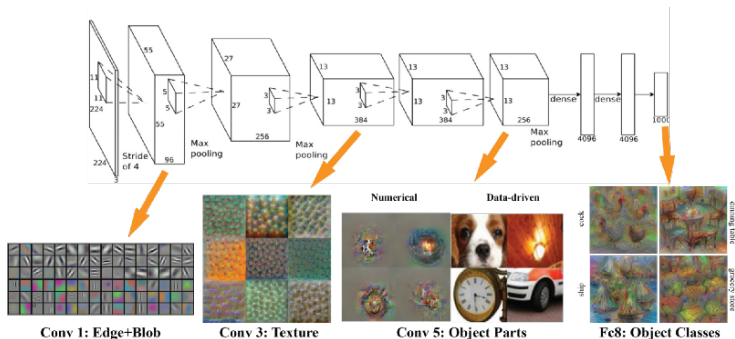 55
27
13
13
13
11
11
224
224
3
Stride
of 4
5
5
55
96
Max
pooling
3
3
27
256
Max
pooling
3
3
13
384
3
3
13
384
13
256
Max
pooling
dense
4096
dense
4096
1000
Numerical
Data-driven
cock
dining table
ship
grocery store
Conv 1: Edge+Blob
Conv 3: Texture
Conv 5: Object Parts
Fc8: Object Classes